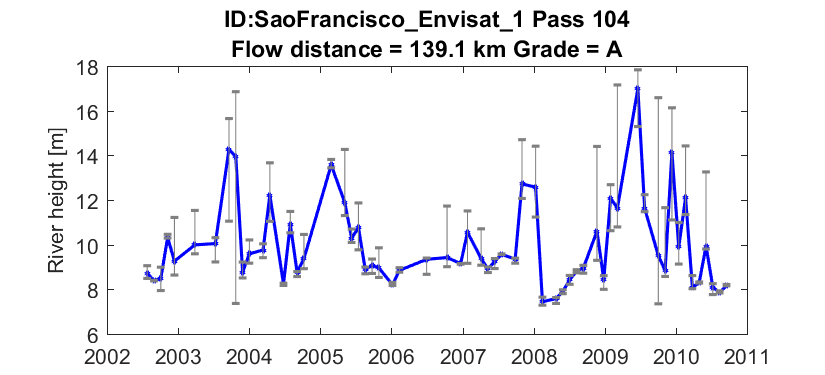 ID:SaoFrancisco_Envisat_1 Pass 104
Flow distance = 139.1 km Grade = A
River height [m]
18
16
14
12
10
8
6
2002 2003 2004 2005 2006 2007 2008 2009 2010 2011